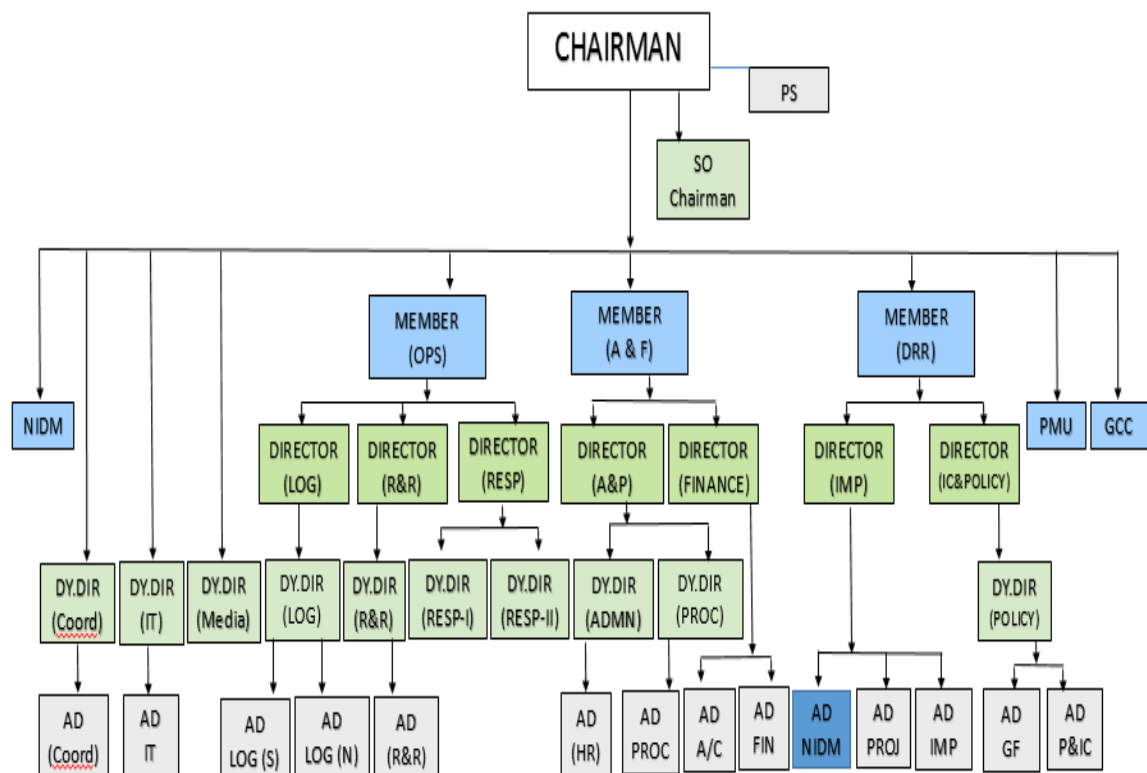 CHAIRMAN
PS
SO
Chairman
MEMBER
(OPS)
MEMBER
(A & F)
MEMBER
(DRR)
NIDM
PMU
GCC
DIRECTOR
(LOG)
DIRECTOR
(R&R)
DIRECTOR
(RESP)
DIRECTOR
(A&P)
DIRECTOR
(FINANCE)
DIRECTOR
(IMP)
DIRECTOR
(IC&POLICY)
DY.DIR
(Coord)
DY.DIR
(IT)
DY.DIR
(Media)
DY.DIR
(LOG)
DY.DIR
(R&R)
DY.DIR
(RESP-I)
DY.DIR
(RESP-II)
DY.DIR
(ADMN)
DY.DIR
(PROC)
DY.DIR
(POLICY)
AD
(Coord)
AD
IT
AD
LOG (S)
AD
LOG (N)
AD
(R&R)
AD
(HR)
AD
PROC
AD
A/C
AD
FIN
AD
NIDM
AD
PROJ
AD
IMP
AD
GF
AD
P&IC